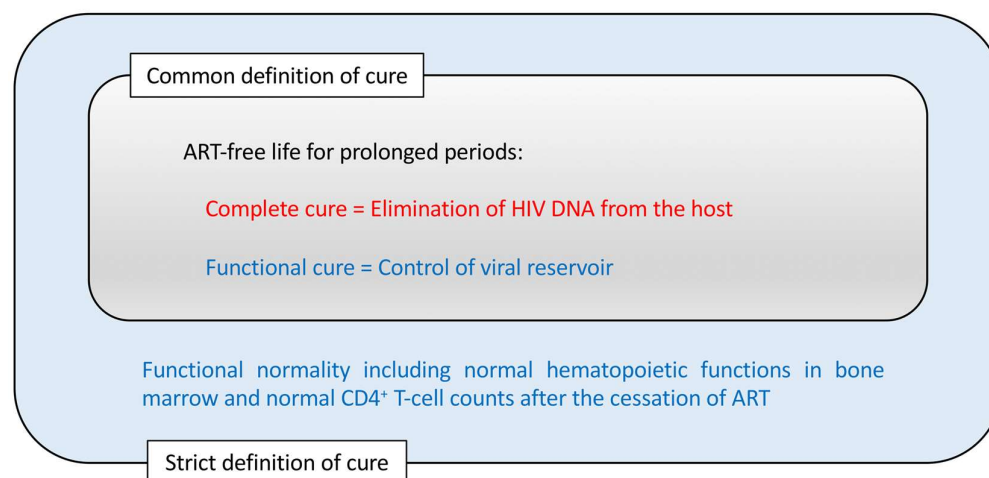 Common definition of cure
ART-free life for prolonged periods:
Complete cure = Elimination of HIV DNA from the host
Functional cure = Control of viral reservoir
Functional normality including normal hematopoietic functions in bone
marrow and normal CD4⁺ T-cell counts after the cessation of ART
Strict definition of cure